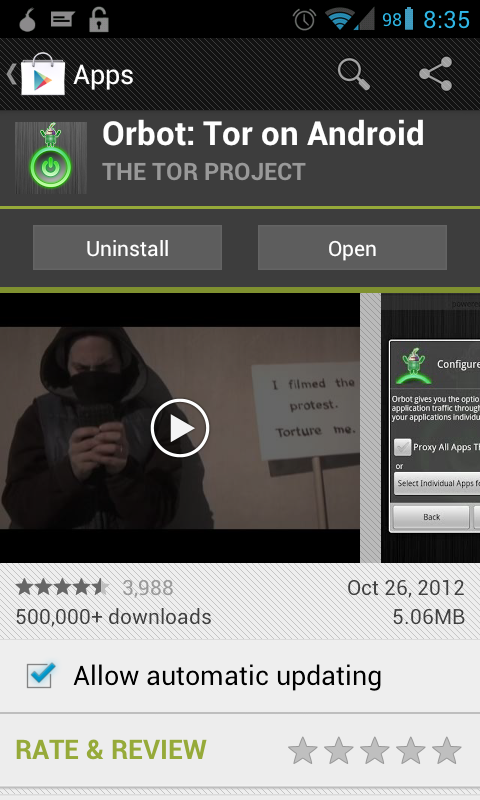 98 8:35
Apps
Orbot: Tor on Android
THE TOR PROJECT
Uninstall Open
I filmed the
protest.
Torture me.
Configure
Orbot gives you the optio
application traffic through
your applications individu
Proxy All Apps Th
or
Select Individual Apps fo
Back
3,988 Oct 26, 2012
500,000+ downloads 5.06MB
Allow automatic updating
RATE & REVIEW